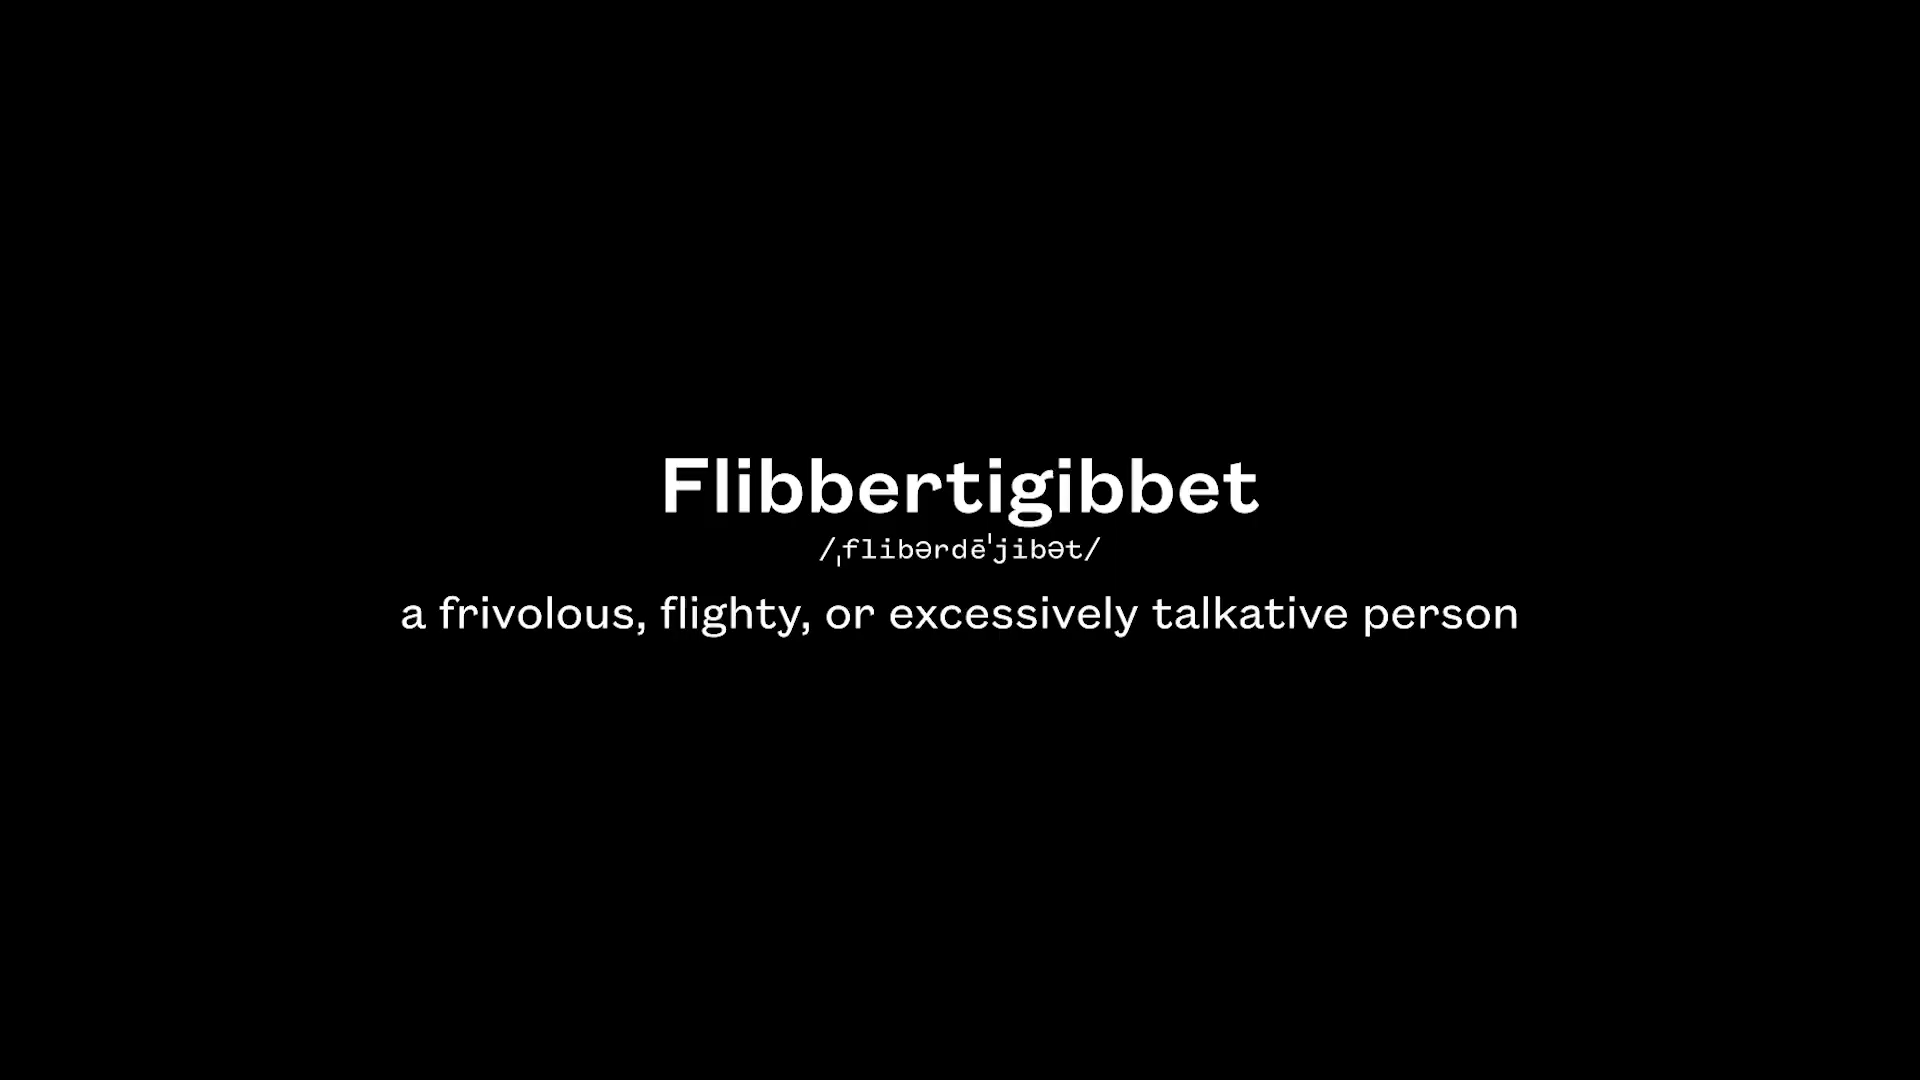 Flibbertigibbet
/ˌflibərdēˈjibət/
a frivolous, flighty, or excessively talkative person